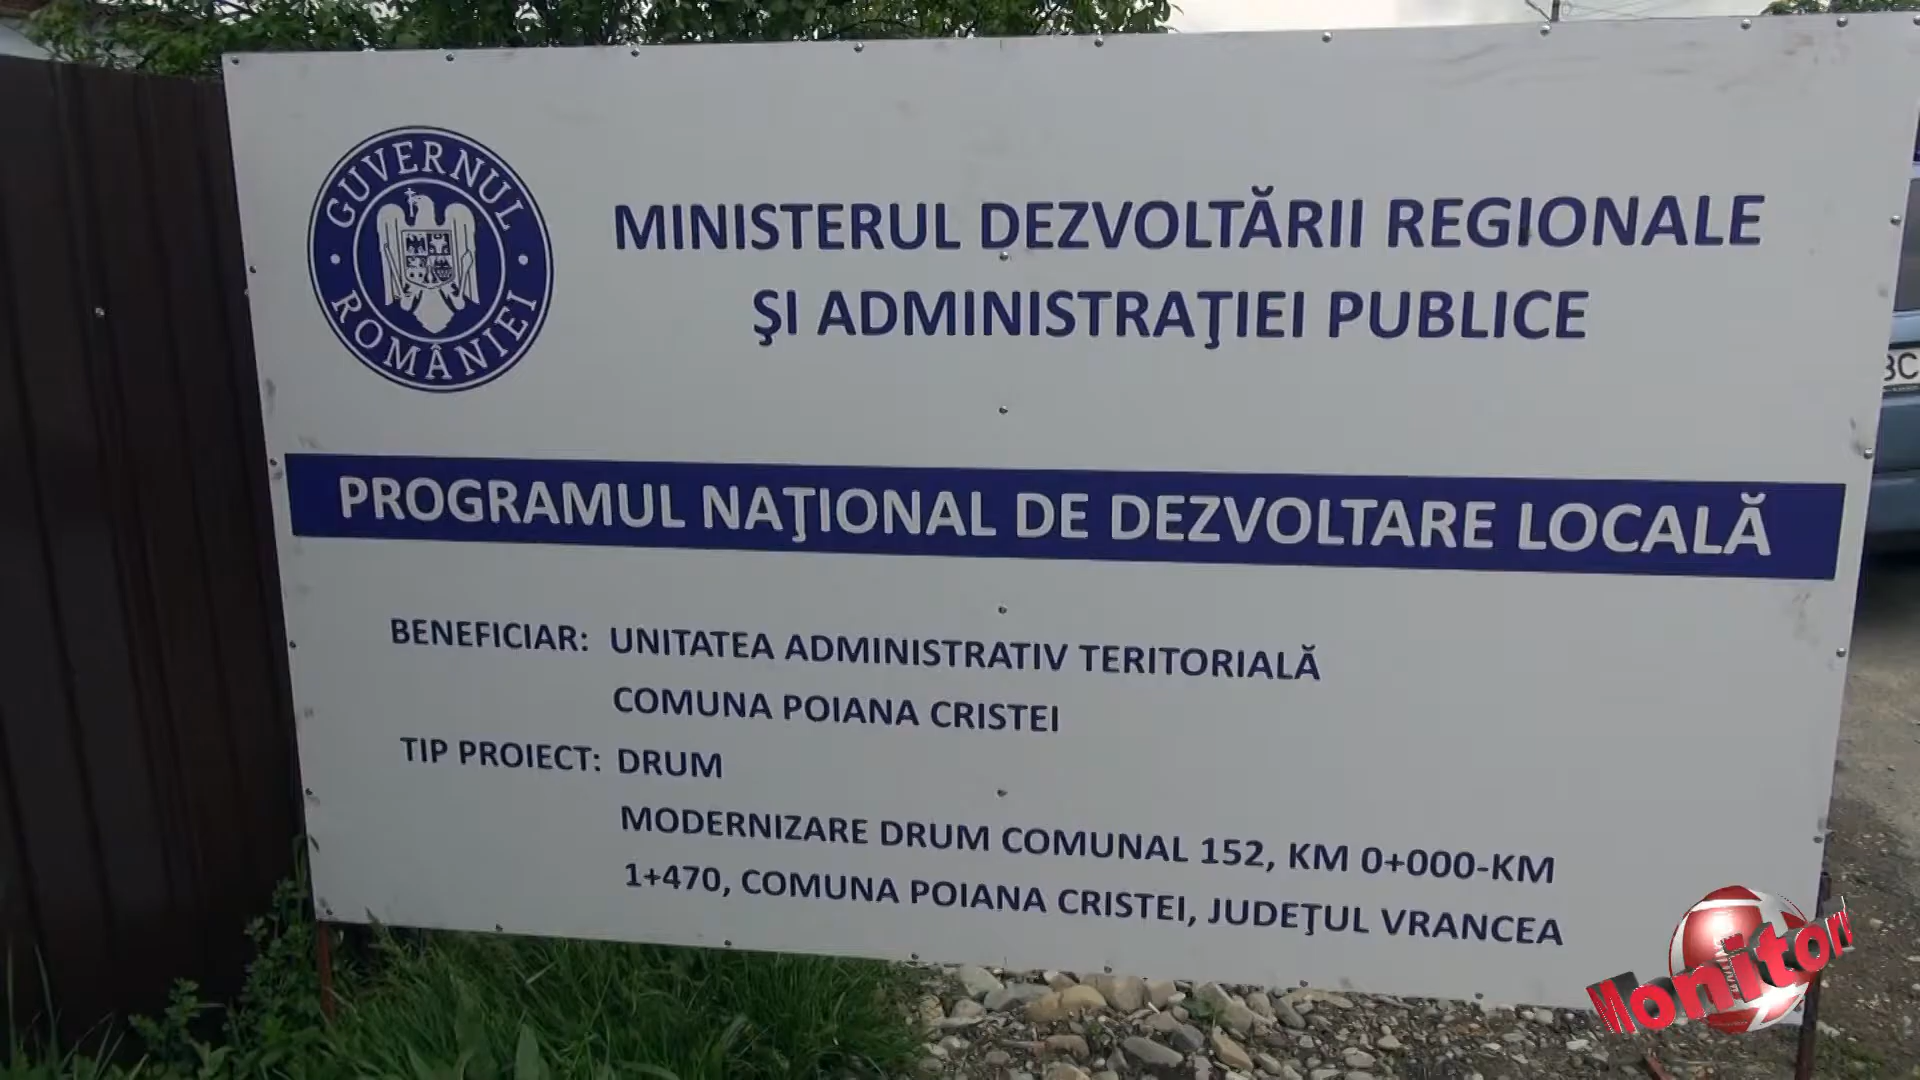 GUVERNUL
ROMÂNIEI
MINISTERUL DEZVOLTĂRII REGIONALE
ŞI ADMINISTRAŢIEI PUBLICE
PROGRAMUL NAŢIONAL DE DEZVOLTARE LOCALĂ
BENEFICIAR: UNITATEA ADMINISTRATIV TERITORIALĂ
COMUNA POIANA CRISTEI
TIP PROIECT: DRUM
MODERNIZARE DRUM COMUNAL 152, KM 0+000-KM
1+470, COMUNA POIANA CRISTEI, JUDEŢUL VRANCEA
BC